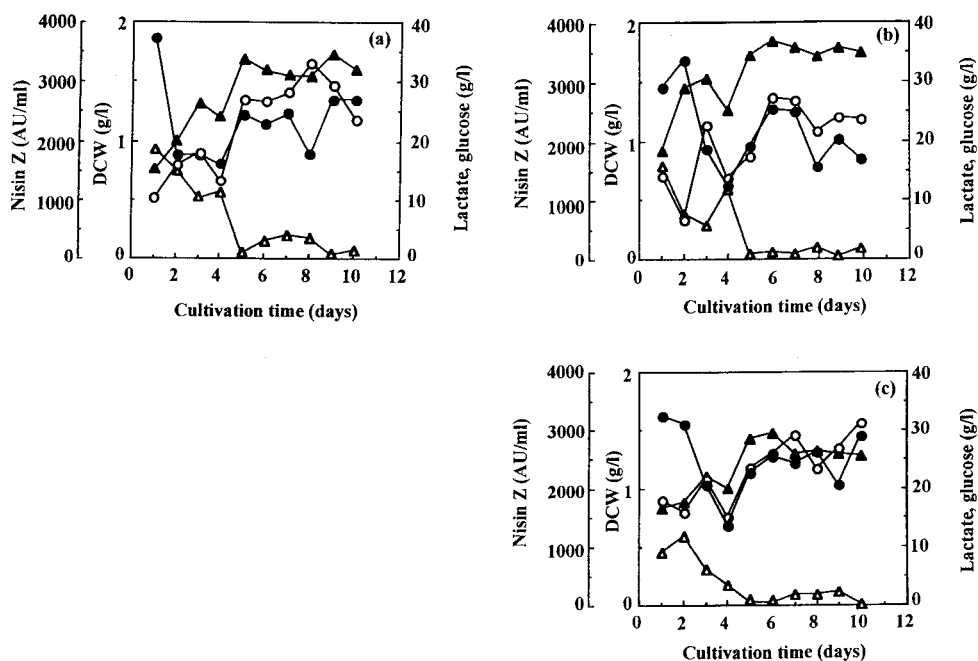 (a)
4000
3000
2000
1000
0
Nisin Z (AU/ml)
2
1
0
DCW (g/l)
40
30
20
10
0
Lactate, glucose (g/l)
0 2 4 6 8 10 12
Cultivation time (days)
(b)
4000
3000
2000
1000
0
Nisin Z (AU/ml)
2
1
0
DCW (g/l)
40
30
20
10
0
Lactate, glucose (g/l)
0 2 4 6 8 10 12
Cultivation time (days)
(c)
4000
3000
2000
1000
0
Nisin Z (AU/ml)
2
1
0
DCW (g/l)
40
30
20
10
0
Lactate, glucose (g/l)
0 2 4 6 8 10 12
Cultivation time (days)